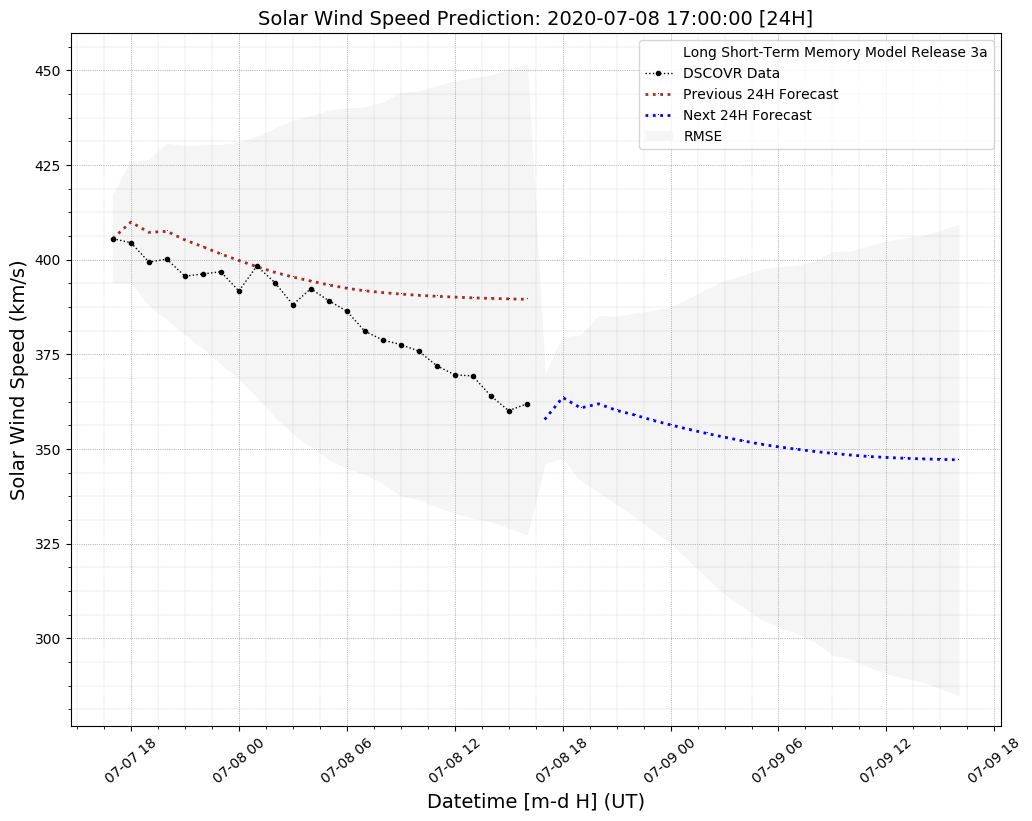 Solar Wind Speed Prediction: 2020-07-08 17:00:00 [24H]
Long Short-Term Memory Model Release 3a
DSCOVR Data
Previous 24H Forecast
Next 24H Forecast
RMSE
Solar Wind Speed (km/s)
450
425
400
375
350
325
300
07-07 18
07-08 00
07-08 06
07-08 12
07-08 18
07-09 00
07-09 06
07-09 12
07-09 18
Datetime [m-d H] (UT)